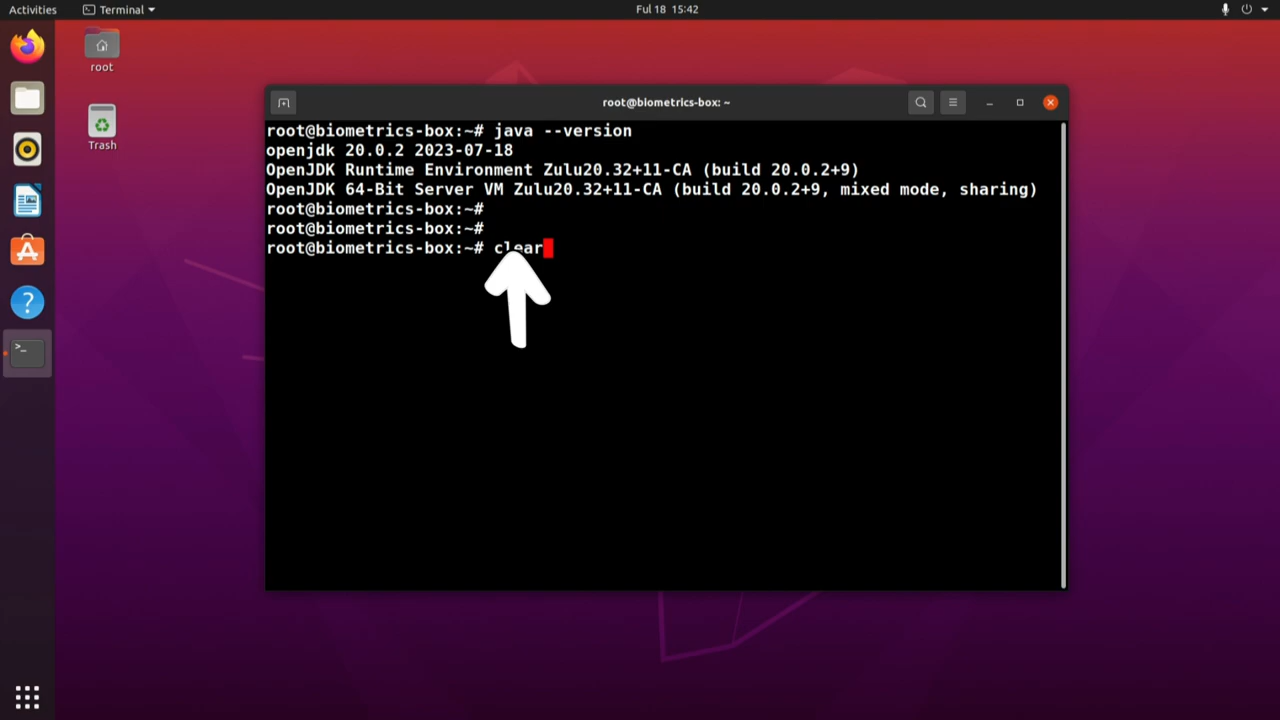 Activities
Terminal
Ful 18 15:42
root
Trash
root@biometrics-box: ~
root@biometrics-box:~# java --version
openjdk 20.0.2 2023-07-18
OpenJDK Runtime Environment Zulu20.32+11-CA (build 20.0.2+9)
OpenJDK 64-Bit Server VM Zulu20.32+11-CA (build 20.0.2+9, mixed mode, sharing)
root@biometrics-box:~#
root@biometrics-box:~#
root@biometrics-box:~# clear